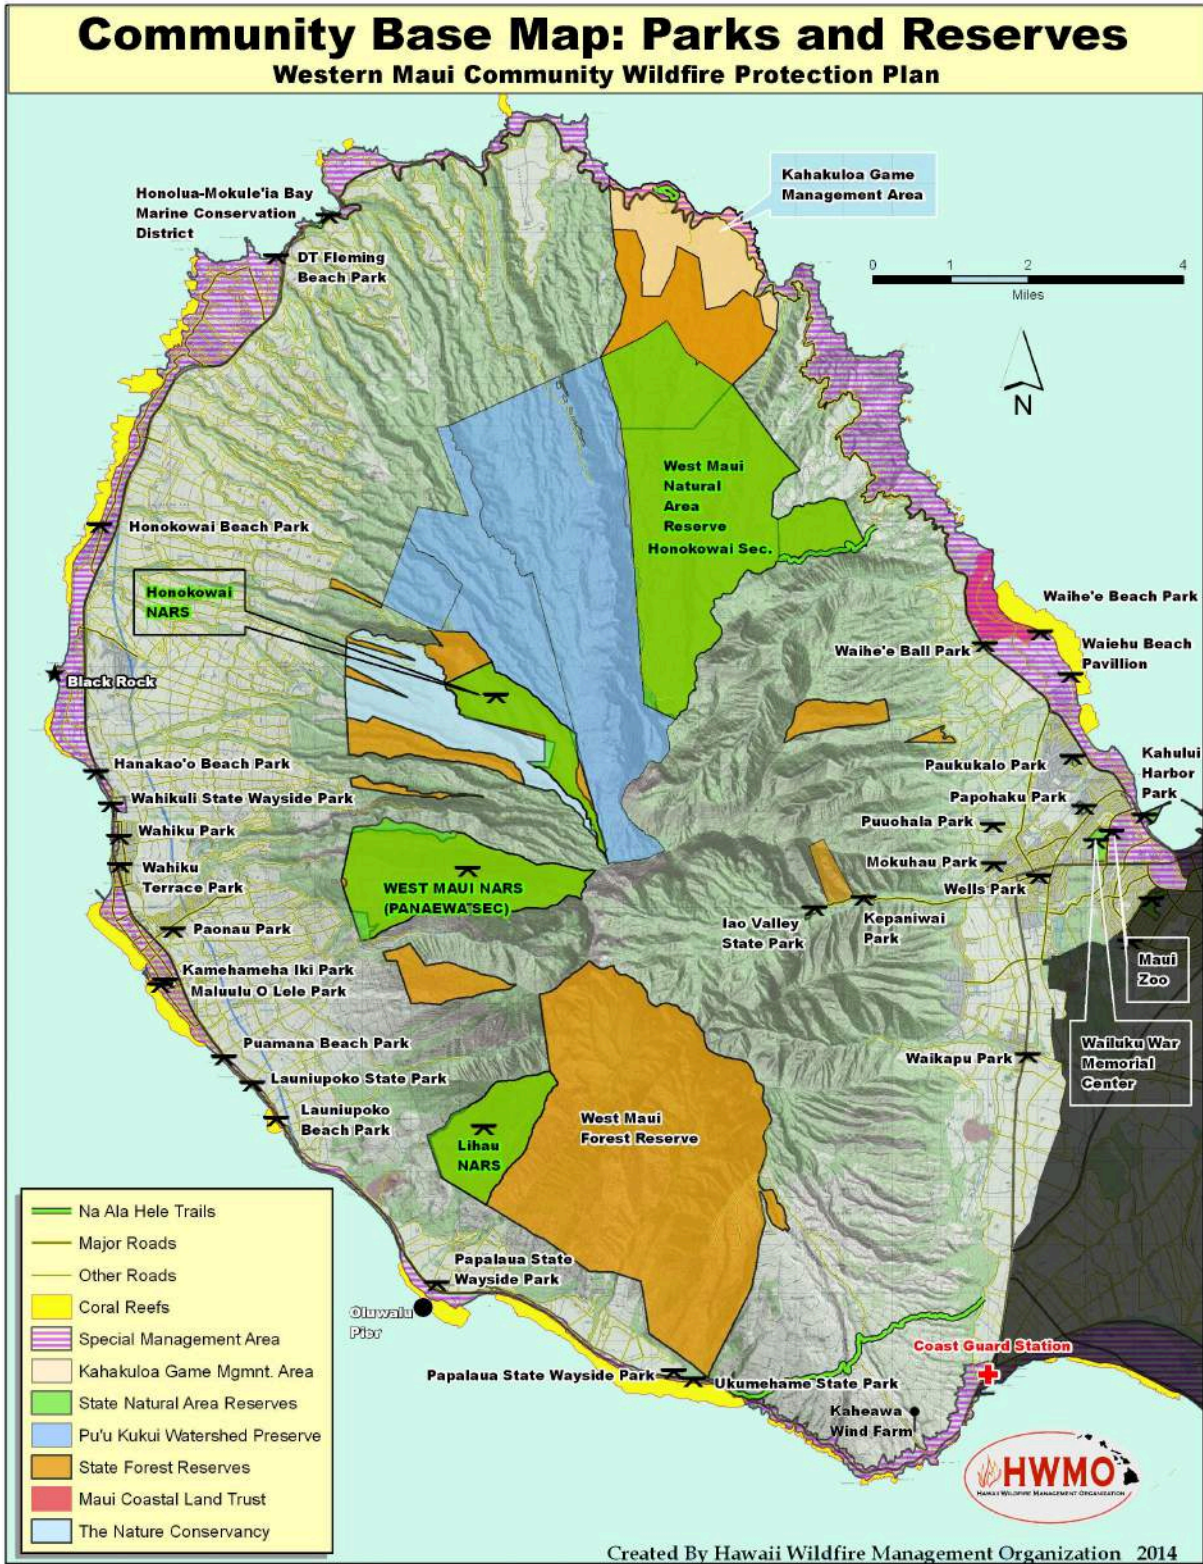 Community Base Map: Parks and Reserves
Western Maui Community Wildfire Protection Plan
Kahakuloa Game
Management Area
Honolua-Mokule'ia Bay
Marine Conservation
District
DT Fleming
Beach Park
0 1 2 4
Miles
N
West Maui
Natural
Area
Reserve
Honokowai Sec.
Honokowai Beach Park
Honokowai
NARS
Waihe'e Beach Park
Waihe'e Ball Park
Waiehu Beach
Pavillion
Black Rock
Hanakao'o Beach Park
Paukukalo Park
Kahului
Harbor
Park
Wahikuli State Wayside Park
Papohaku Park
Puuohala Park
Wahiku Park
Mokuhau Park
Wahiku
Terrace Park
WEST MAUI NARS
(PANAEWA SEC)
Wells Park
Iao Valley
State Park
Kepaniwai
Park
Paonau Park
Maui
Zoo
Kamehameha Iki Park
Maluulu O Lele Park
Puamana Beach Park
Wailuku War
Memorial
Center
Waikapu Park
Launiupoko State Park
Launiupoko
Beach Park
West Maui
Forest Reserve
Lihau
NARS
Na Ala Hele Trails
Major Roads
Other Roads
Coral Reefs
Special Management Area
Kahakuloa Game Mgmnt. Area
State Natural Area Reserves
Pu'u Kukui Watershed Preserve
State Forest Reserves
Maui Coastal Land Trust
The Nature Conservancy
Papalaua State
Wayside Park
Oluwalu
Pier
Coast Guard Station
Papalaua State Wayside Park
Ukumehame State Park
Kaheawa
Wind Farm
HWMO
HAWAII WILDFIRE MANAGEMENT ORGANIZATION
Created By Hawaii Wildfire Management Organization 2014